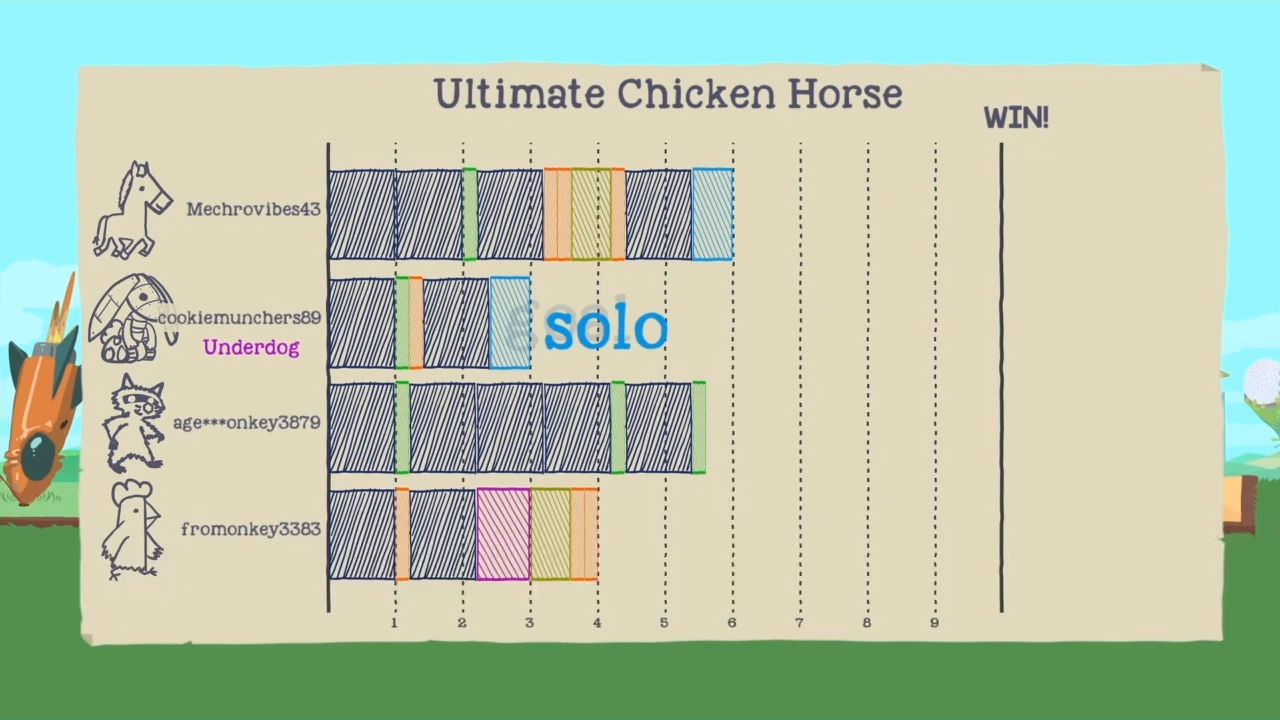 Ultimate Chicken Horse
WIN!
Mechrovibes43
cookiemunchers89
Underdog
goal
solo
age***onkey3879
fromonkey3383
1 2 3 4 5 6 7 8 9